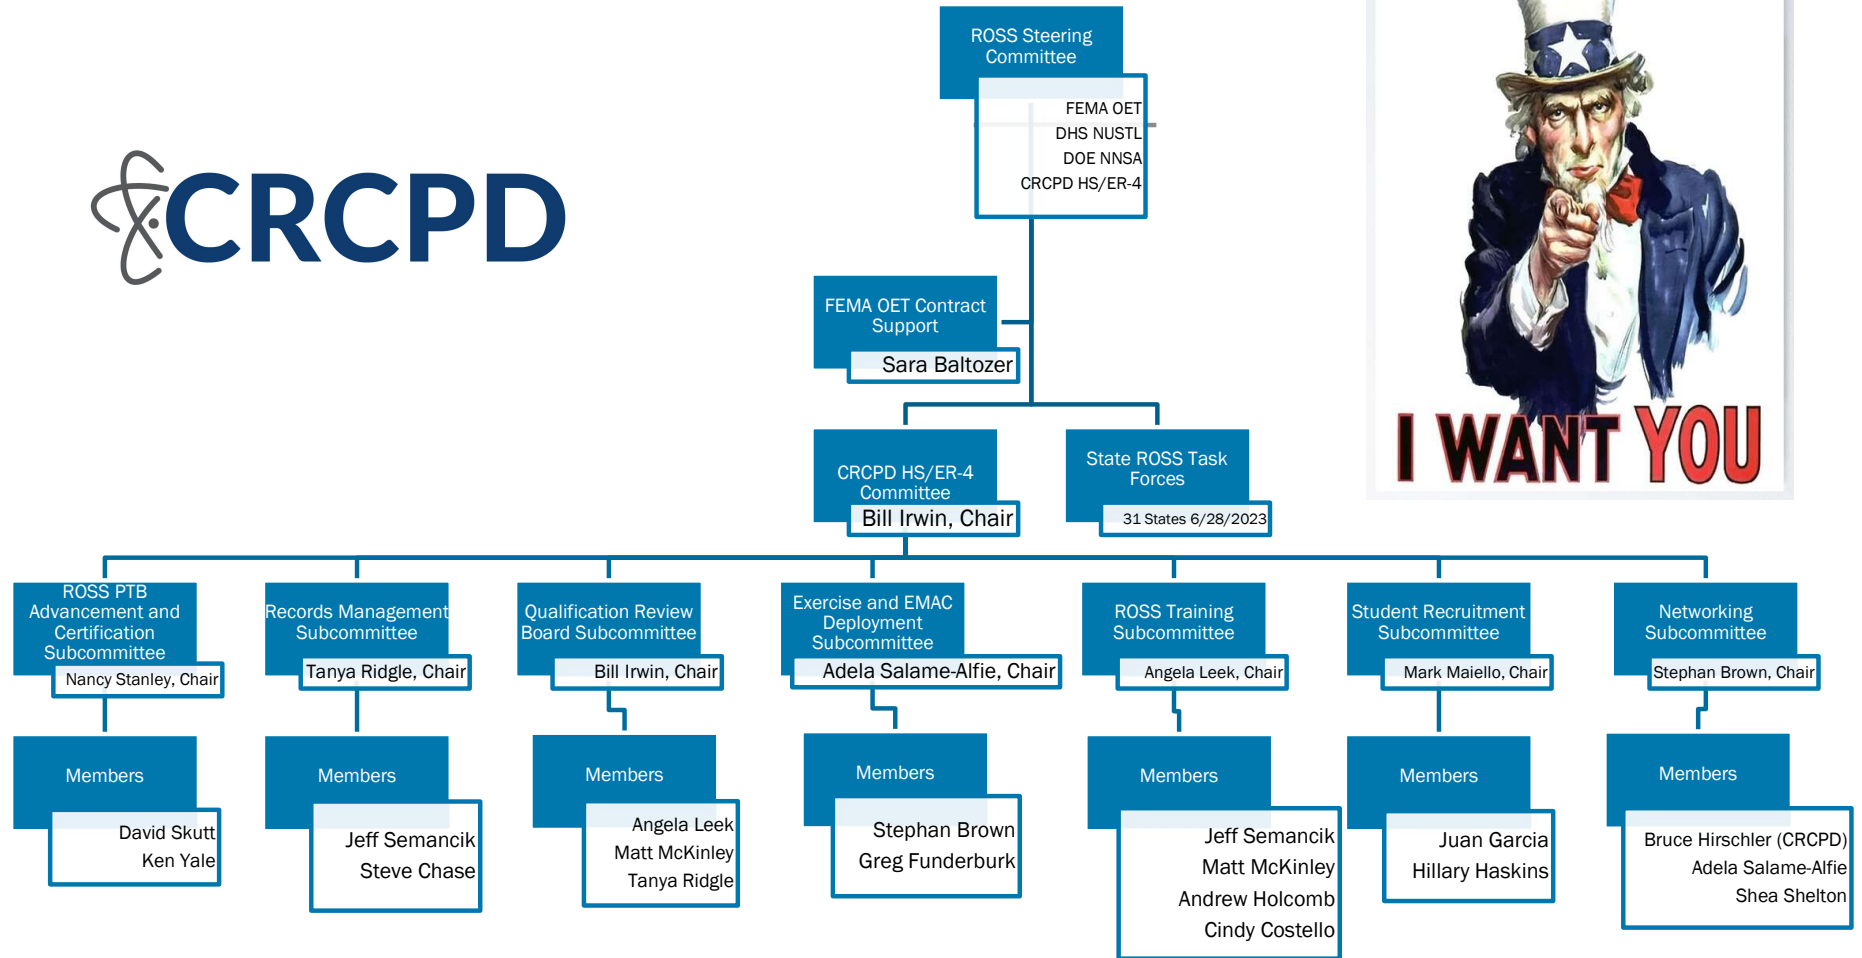 ROSS Steering
Committee
FEMA OET
DHS NUSTL
DOE NNSA
CRCPD HS/ER-4
CRCPD
FEMA OET Contract
Support
Sara Baltozer
I WANT YOU
CRCPD HS/ER-4
Committee
Bill Irwin, Chair
State ROSS Task
Forces
31 States 6/28/2023
ROSS PTB
Advancement and
Certification
Subcommittee
Nancy Stanley, Chair
Records Management
Subcommittee
Tanya Ridgle, Chair
Qualification Review
Board Subcommittee
Bill Irwin, Chair
Exercise and EMAC
Deployment
Subcommittee
Adela Salame-Alfie, Chair
ROSS Training
Subcommittee
Angela Leek, Chair
Student Recruitment
Subcommittee
Mark Maiello, Chair
Networking
Subcommittee
Stephan Brown, Chair
Members
David Skutt
Ken Yale
Members
Jeff Semancik
Steve Chase
Members
Angela Leek
Matt McKinley
Tanya Ridgle
Members
Stephan Brown
Greg Funderburk
Members
Jeff Semancik
Matt McKinley
Andrew Holcomb
Cindy Costello
Members
Juan Garcia
Hillary Haskins
Members
Bruce Hirschler (CRCPD)
Adela Salame-Alfie
Shea Shelton